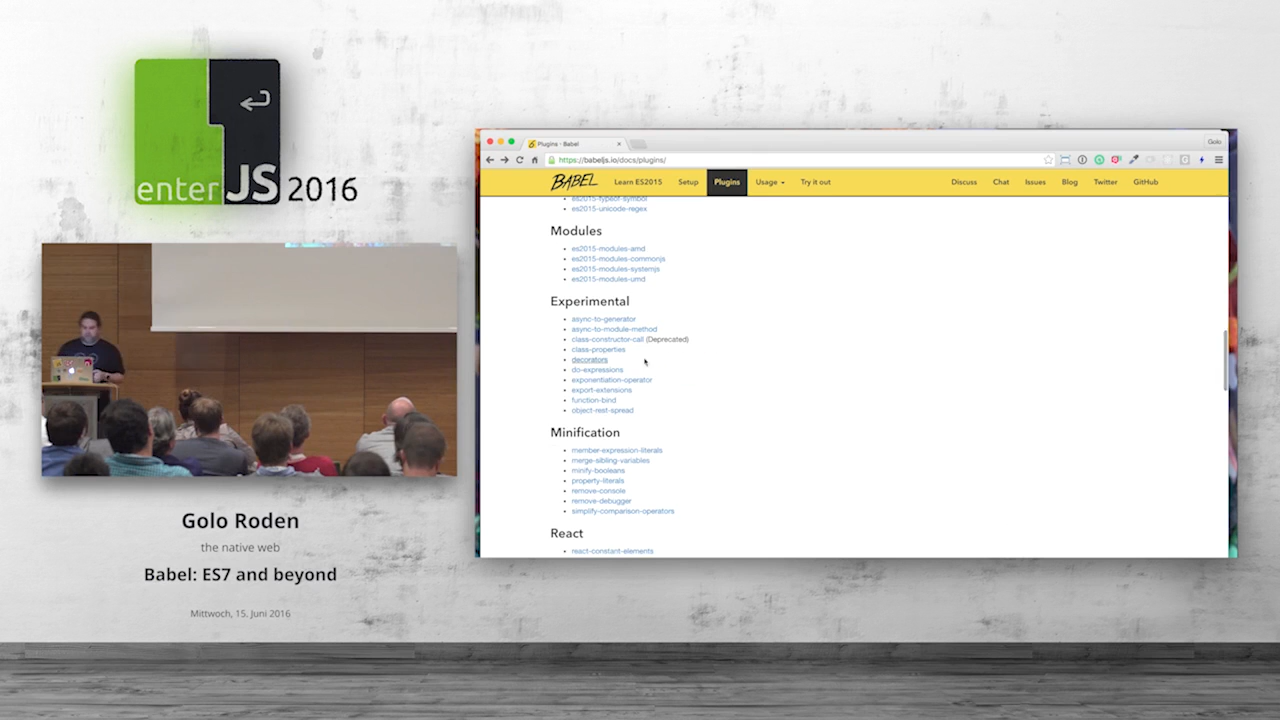 enterJS 2016
Golo Roden
the native web
Babel: ES7 and beyond
Mittwoch, 15. Juni 2016
Plugins · Babel
Golo
https://babeljs.io/docs/plugins/
BABEL
Learn ES2015
Setup
Plugins
Usage
Try it out
Discuss
Chat
Issues
Blog
Twitter
GitHub
es2015-typeof-symbol
es2015-unicode-regex
Modules
es2015-modules-amd
es2015-modules-commonjs
es2015-modules-systemjs
es2015-modules-umd
Experimental
async-to-generator
async-to-module-method
class-constructor-call (Deprecated)
class-properties
decorators
do-expressions
exponentiation-operator
export-extensions
function-bind
object-rest-spread
Minification
member-expression-literals
merge-sibling-variables
minify-booleans
property-literals
remove-console
remove-debugger
simplify-comparison-operators
React
react-constant-elements